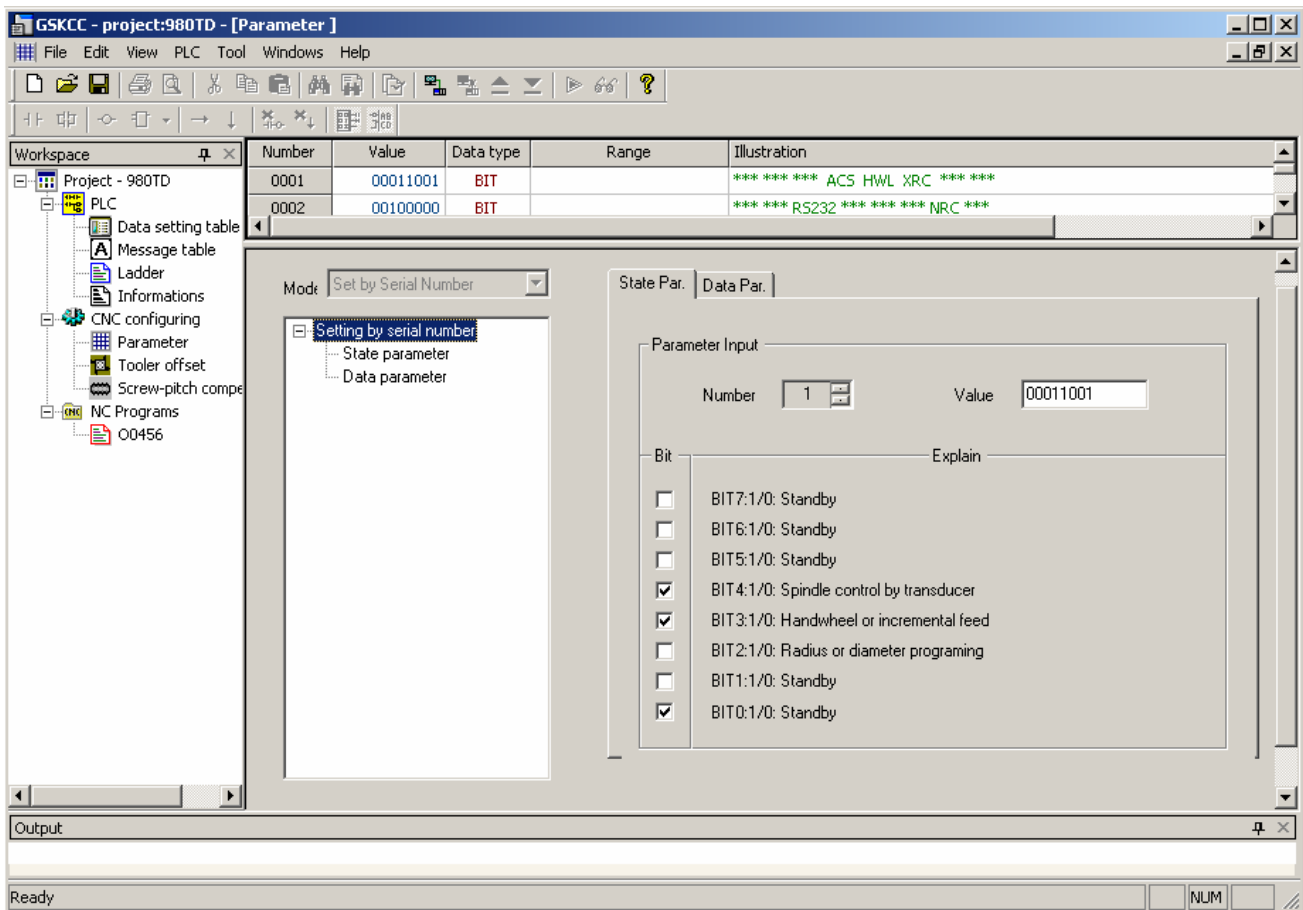 GSKCC - project:980TD - [Parameter ]
File Edit View PLC Tool Windows Help
Workspace
Project - 980TD
PLC
Data setting table
Message table
Ladder
Informations
CNC configuring
Parameter
Tooler offset
Screw-pitch compe
NC Programs
O0456
Number Value Data type Range Illustration
0001 00011001 BIT *** *** *** ACS HWL XRC *** ***
0002 00100000 BIT *** *** RS232 *** *** *** NRC ***
Mode Set by Serial Number
Setting by serial number
State parameter
Data parameter
State Par. Data Par.
Parameter Input
Number 1 Value 00011001
Bit Explain
BIT7:1/0: Standby
BIT6:1/0: Standby
BIT5:1/0: Standby
BIT4:1/0: Spindle control by transducer
BIT3:1/0: Handwheel or incremental feed
BIT2:1/0: Radius or diameter programing
BIT1:1/0: Standby
BIT0:1/0: Standby
Output
Ready NUM